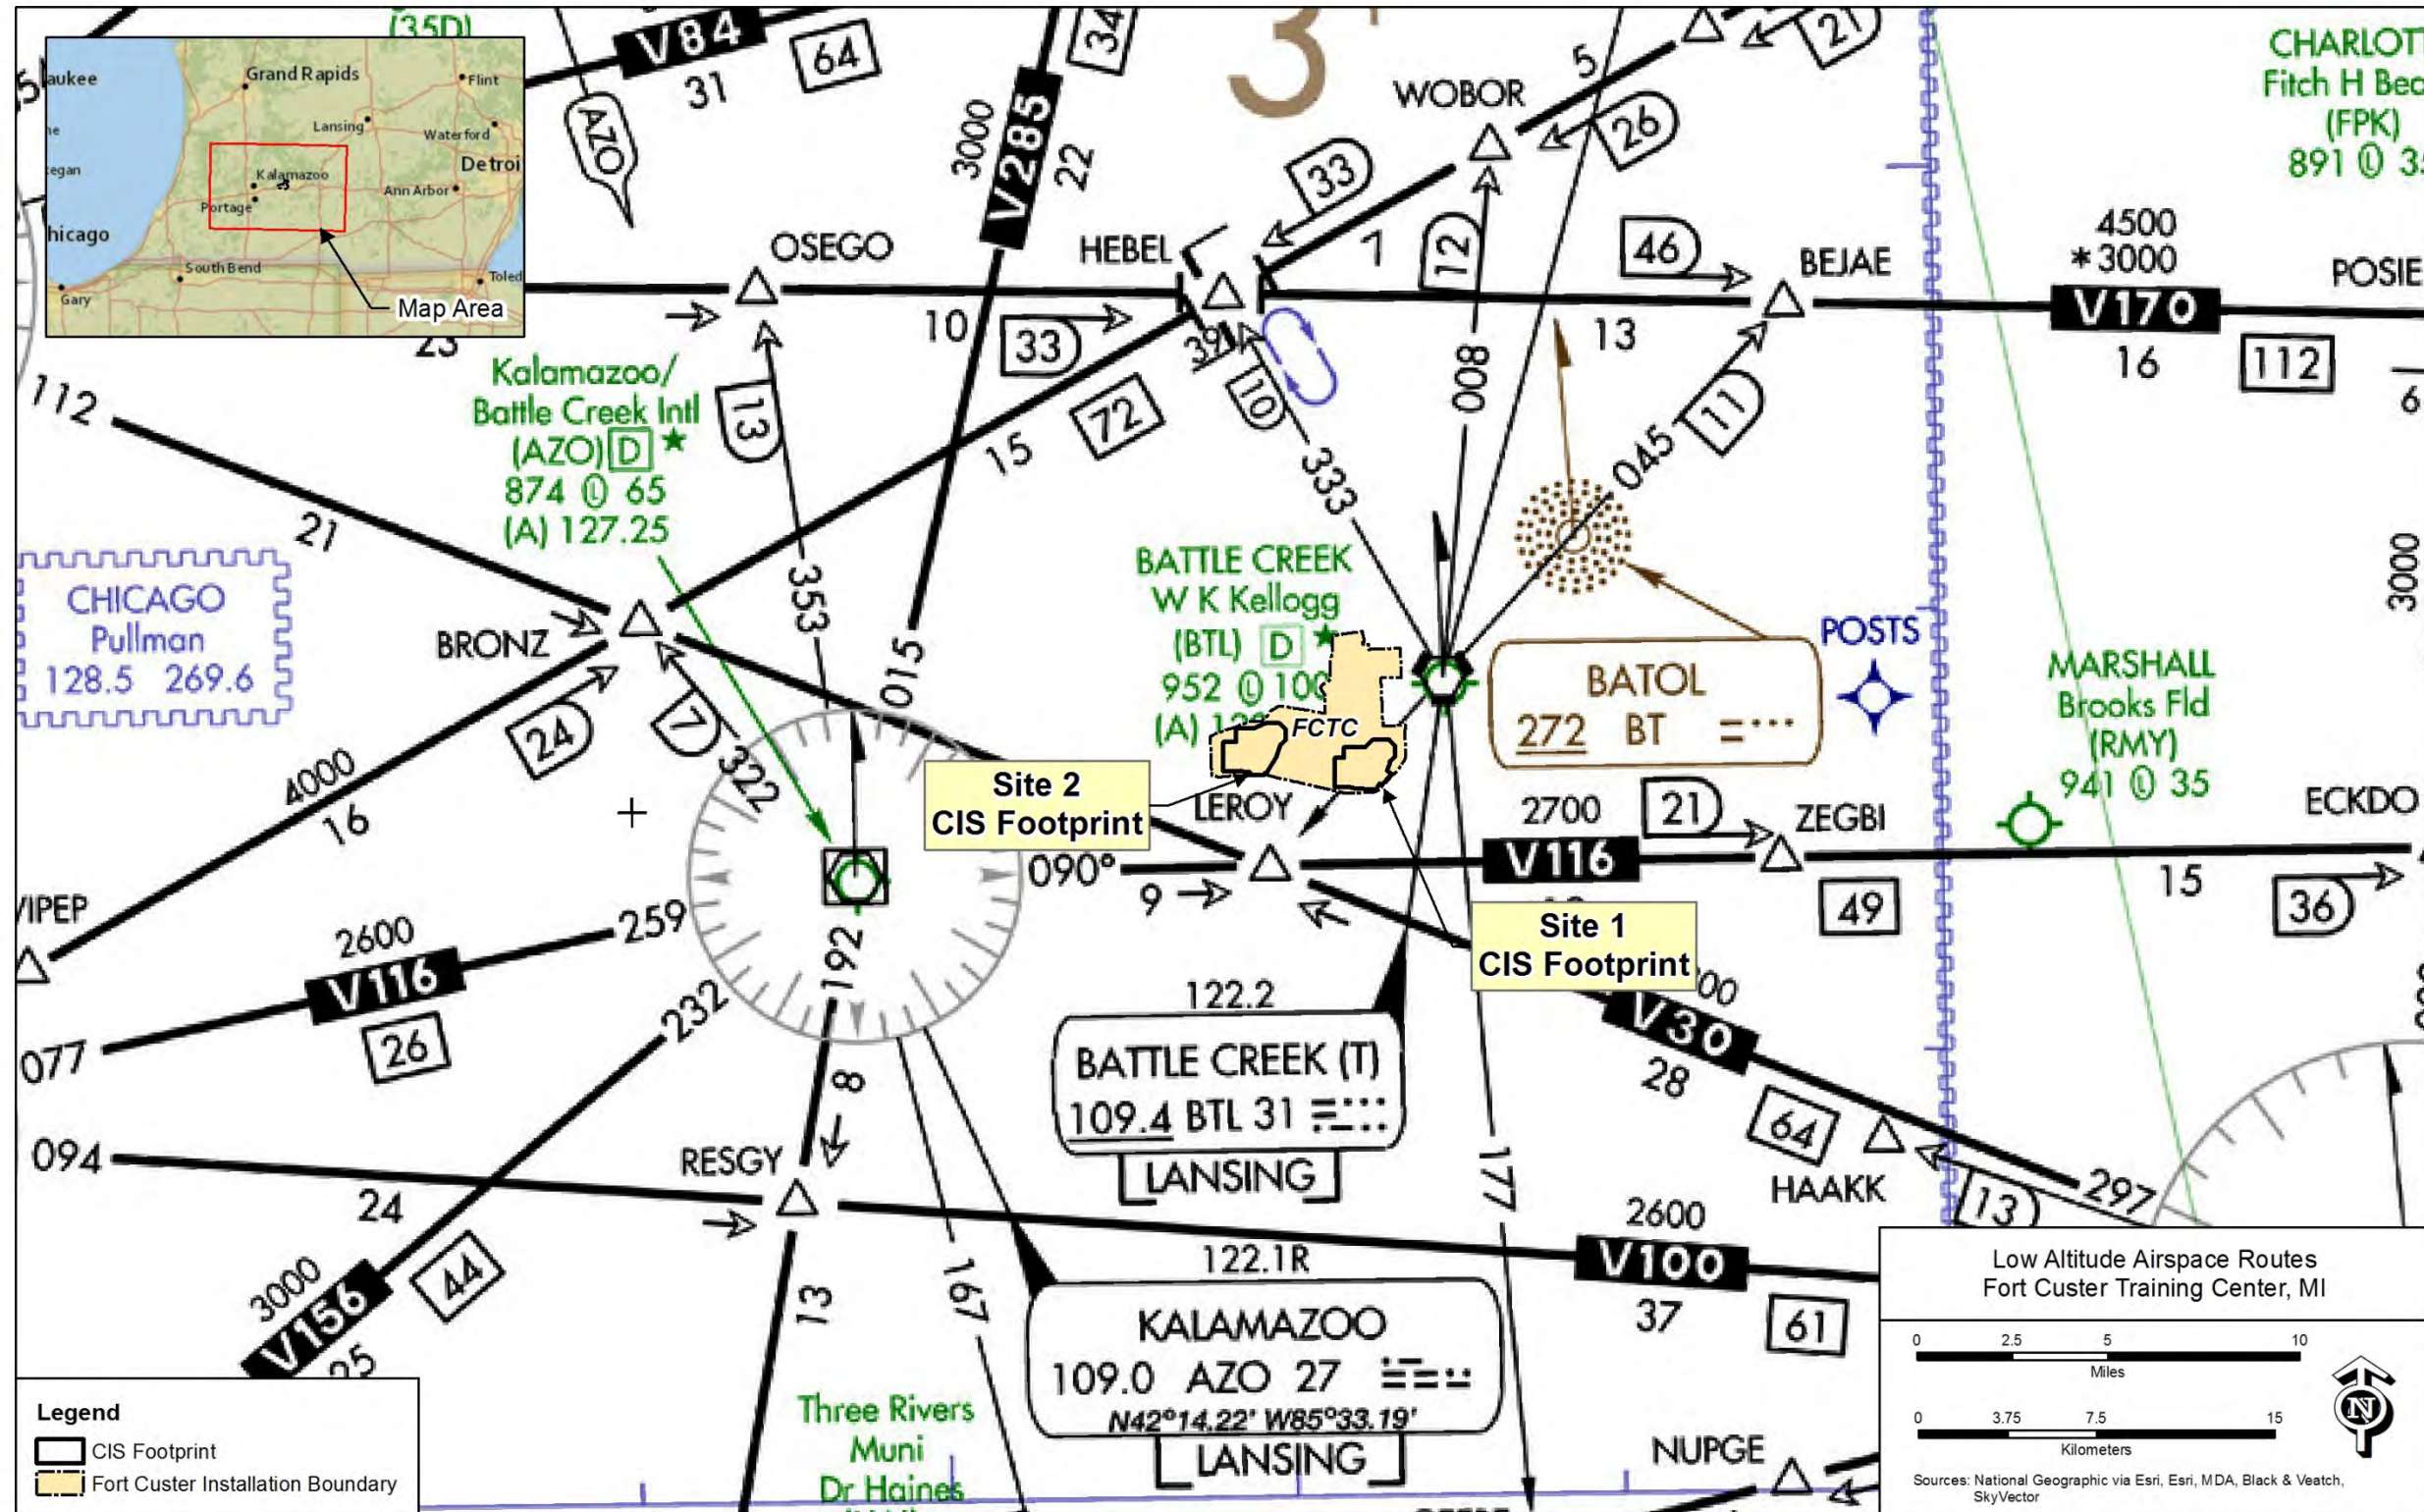 (35D)
V84
31
64
AZO
3000
V285
22
34
5
WOBOR
26
21
33
7
12
CHARLOT
Fitch H Bea
(FPK)
891 Ⓛ 35
aukee
Grand Rapids
Flint
Lansing
Waterford
Detroi
egan
Kalamazoo
Ann Arbor
Portage
hicago
South Bend
Toled
Gary
Map Area
23
OSEGO
10
33
HEBEL
39
10
46
BEJAE
13
4500
*3000
V170
16
112
POSIE
6
112
21
Kalamazoo/
Battle Creek Intl
(AZO) D ★
874 Ⓛ 65
(A) 127.25
13
353
15
72
015
333
008
045
11
CHICAGO
Pullman
128.5 269.6
BRONZ
24
7
322
4000
16
BATTLE CREEK
W K Kellogg
(BTL) D ★
952 Ⓛ 100
(A)
FCTC
BATOL
272 BT
POSTS
3000
MARSHALL
Brooks Fld
(RMY)
941 Ⓛ 35
Site 2
CIS Footprint
LEROY
090°
9
2700
V116
21
ZEGBI
49
ECKDO
15
36
Site 1
CIS Footprint
VIPEP
2600
V116
26
259
077
232
192
8
122.2
BATTLE CREEK (T)
109.4 BTL 31
LANSING
00
V30
28
64
HAAKK
13
297
177
094
24
RESGY
3000
V156
44
25
13
167
122.1R
2600
V100
37
61
KALAMAZOO
109.0 AZO 27
N42°14.22' W85°33.19'
LANSING
Three Rivers
Muni
Dr Haines
NUPGE
Legend
CIS Footprint
Fort Custer Installation Boundary
Low Altitude Airspace Routes
Fort Custer Training Center, MI
0 2.5 5 10
Miles
0 3.75 7.5 15
Kilometers
N
Sources: National Geographic via Esri, Esri, MDA, Black & Veatch,
SkyVector